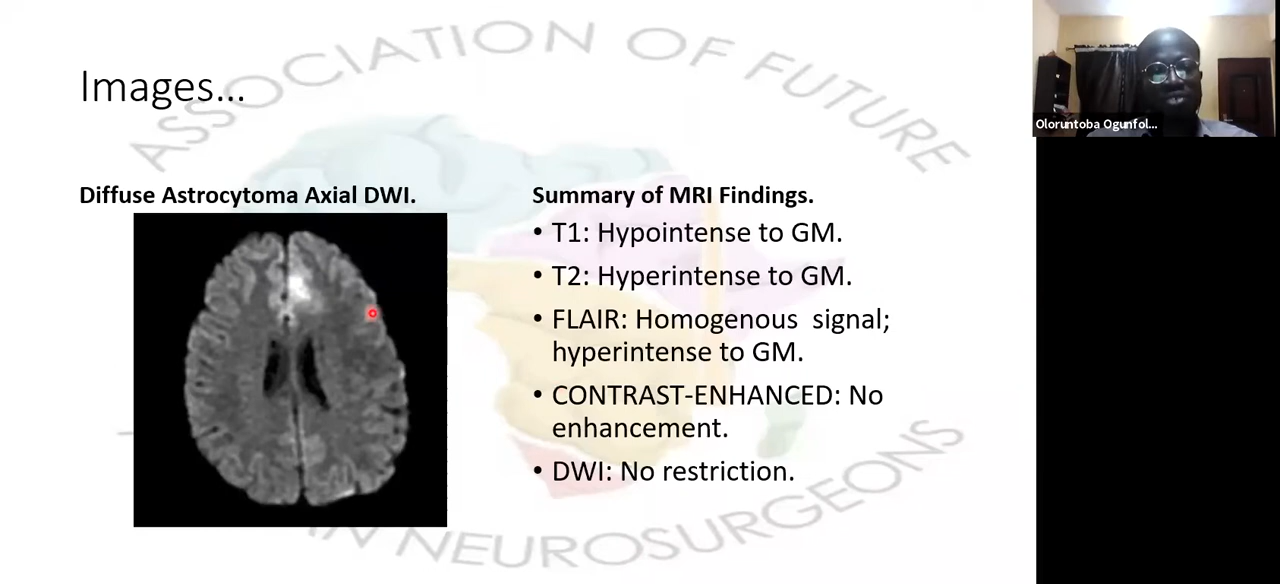 ASSOCIATION OF FUTURE
Images...
Diffuse Astrocytoma Axial DWI.
Summary of MRI Findings.
• T1: Hypointense to GM.
• T2: Hyperintense to GM.
• FLAIR: Homogenous signal;
hyperintense to GM.
• CONTRAST-ENHANCED: No
enhancement.
• DWI: No restriction.
NEUROSURGEONS
Oloruntoba Ogunfol...